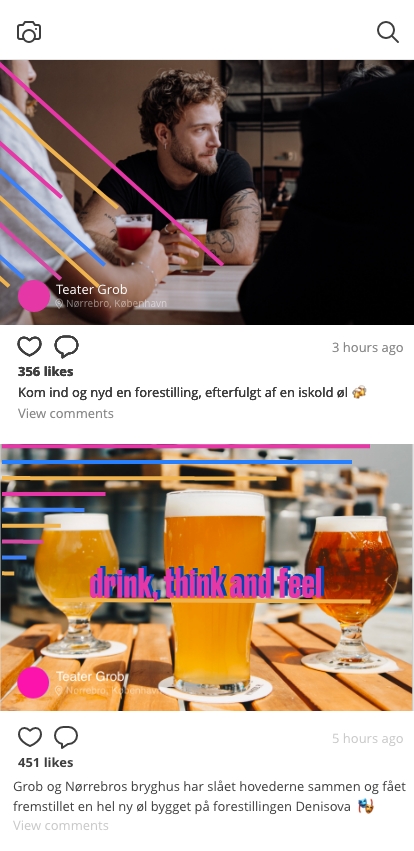 Teater Grob
Nørrebro, København
3 hours ago
356 likes
Kom ind og nyd en forestilling, efterfulgt af en iskold øl 🍻
View comments
drink, think and feel
Teater Grob
Nørrebro, København
5 hours ago
451 likes
Grob og Nørrebros bryghus har slået hovederne sammen og fået
fremstillet en hel ny øl bygget på forestillingen Denisova 🎭
View comments